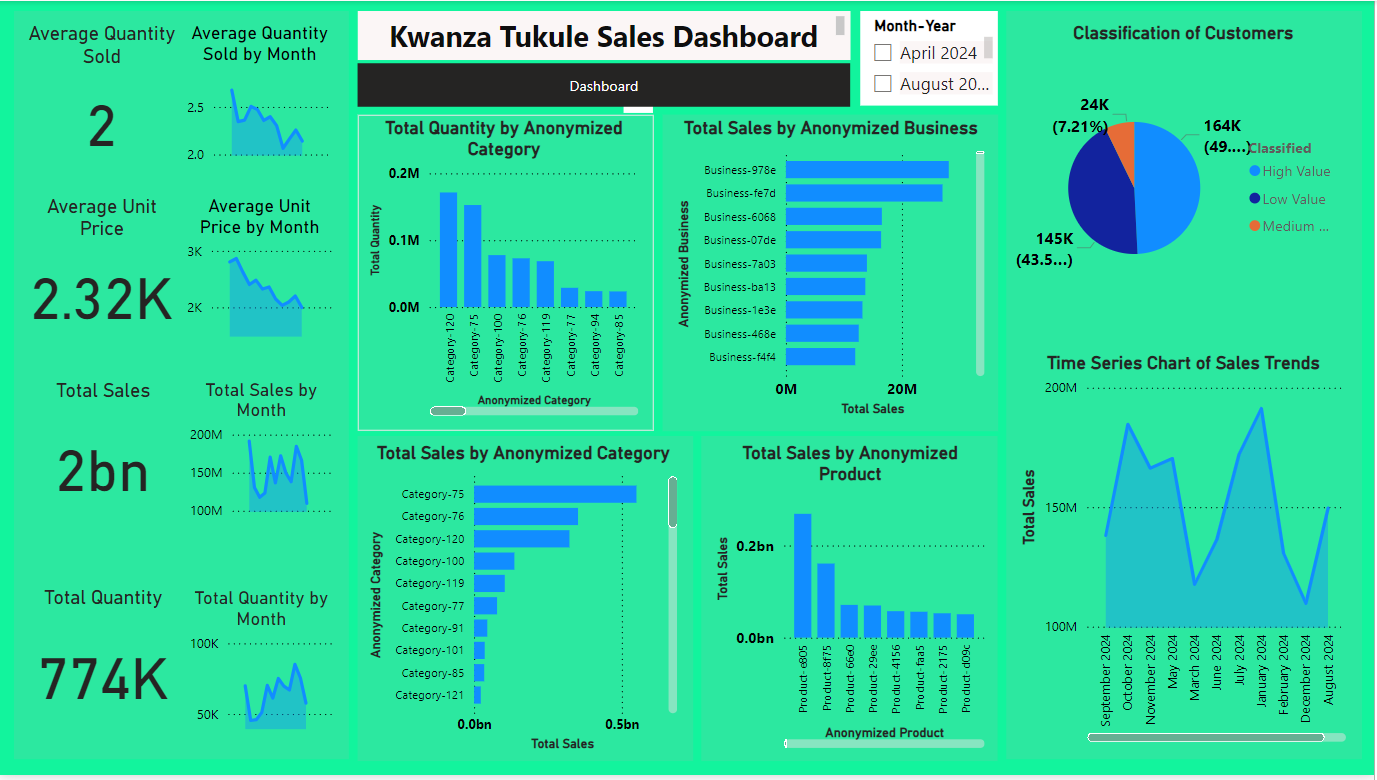 Average Quantity
Sold
2
Average Quantity
Sold by Month
2.5
2.0
Average Unit
Price
2.32K
Average Unit
Price by Month
3K
2K
Total Sales
2bn
Total Sales by
Month
200M
150M
100M
Total Quantity
774K
Total Quantity by
Month
100K
50K
Kwanza Tukule Sales Dashboard
Dashboard
Month-Year
April 2024
August 20...
Total Quantity by Anonymized
Category
Total Quantity
0.2M
0.1M
0.0M
Category-120
Category-75
Category-100
Category-76
Category-119
Category-77
Category-94
Category-85
Anonymized Category
Total Sales by Anonymized Business
Anonymized Business
Business-978e
Business-fe7d
Business-6068
Business-07de
Business-7a03
Business-ba13
Business-1e3e
Business-468e
Business-f4f4
0M
20M
Total Sales
Total Sales by Anonymized Category
Anonymized Category
Category-75
Category-76
Category-120
Category-100
Category-119
Category-77
Category-91
Category-101
Category-85
Category-121
0.0bn
0.5bn
Total Sales
Total Sales by Anonymized
Product
Total Sales
0.2bn
0.0bn
Product-e805
Product-8f75
Product-66e0
Product-29ee
Product-4156
Product-faa5
Product-2175
Product-d09c
Anonymized Product
Classification of Customers
24K
(7.21%)
164K
(49....)
145K
(43.5...)
Classified
High Value
Low Value
Medium ...
Time Series Chart of Sales Trends
Total Sales
200M
150M
100M
September 2024
October 2024
November 2024
May 2024
March 2024
June 2024
July 2024
January 2024
February 2024
December 2024
August 2024